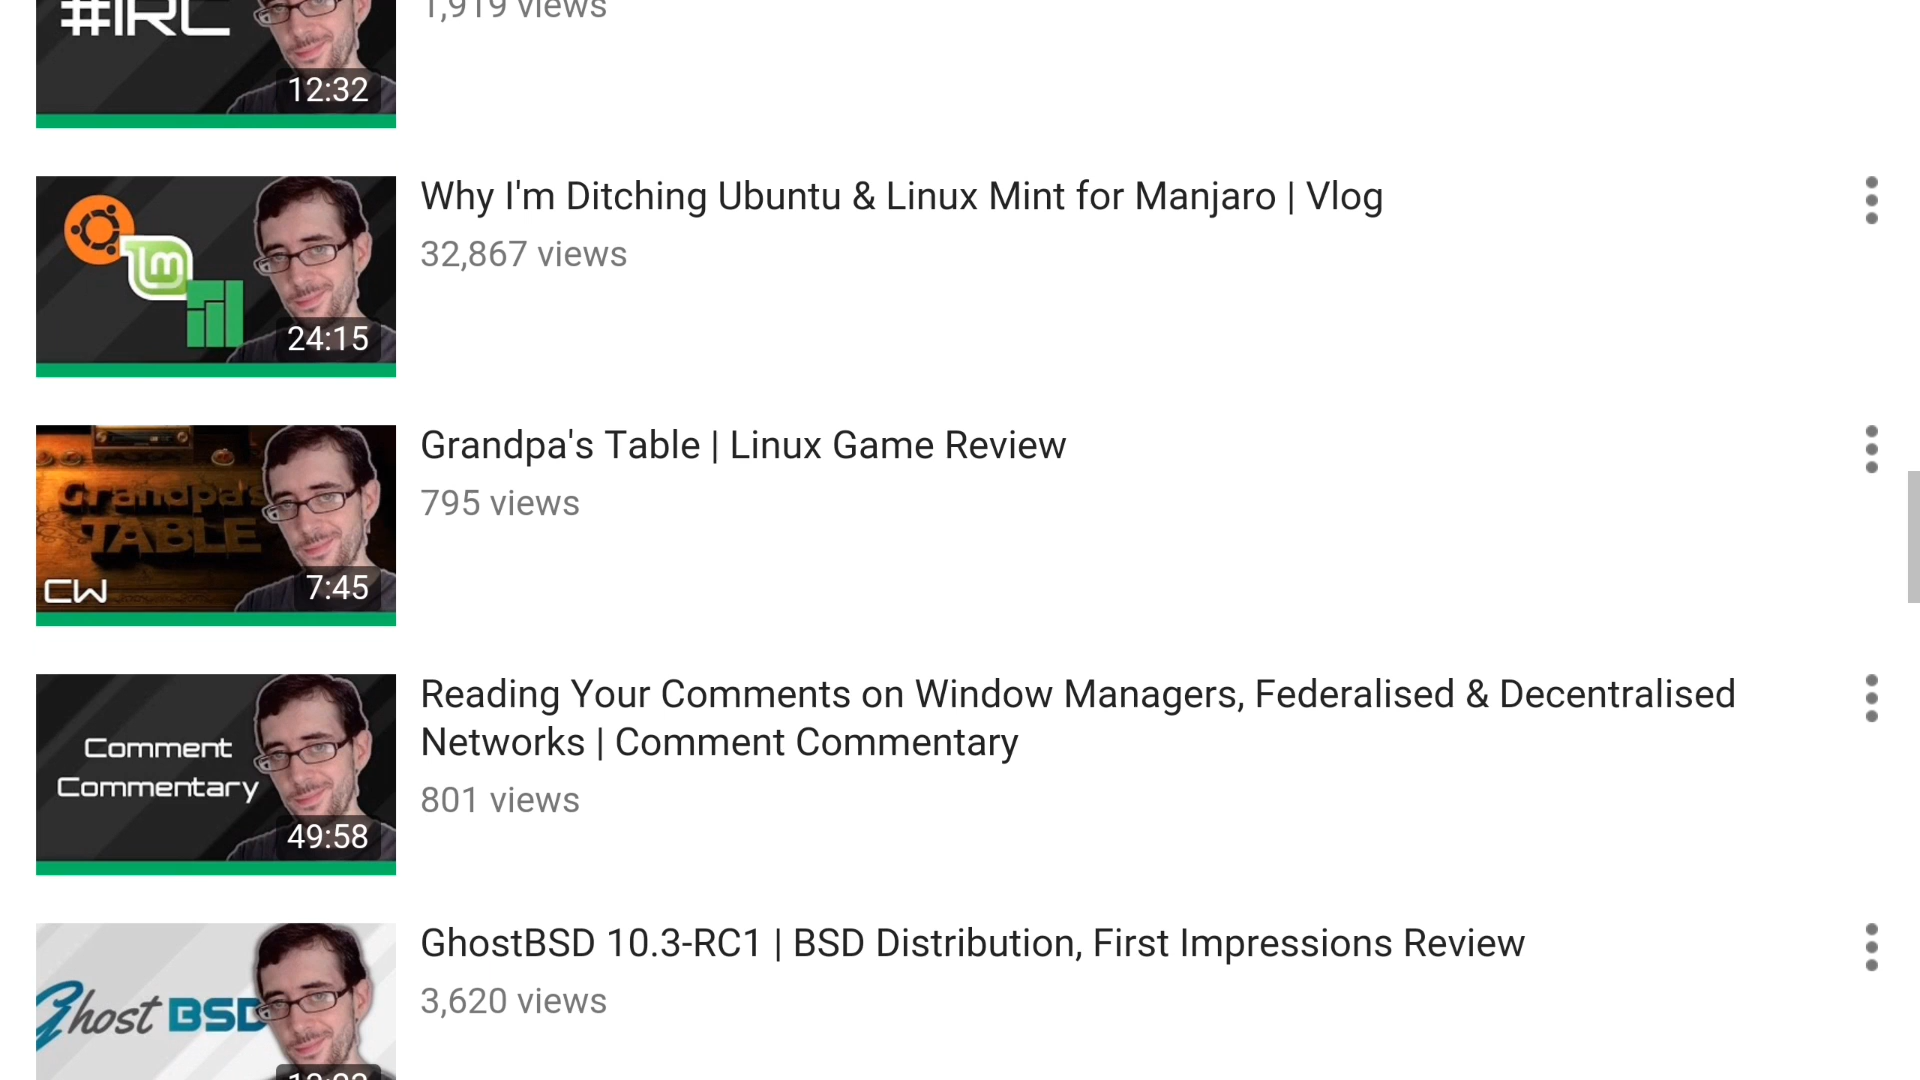 #IRC
1,919 views
12:32
Why I'm Ditching Ubuntu & Linux Mint for Manjaro | Vlog
32,867 views
24:15
Grandpa's Table | Linux Game Review
795 views
Grandpa's
TABLE
CW
7:45
Reading Your Comments on Window Managers, Federalised & Decentralised
Networks | Comment Commentary
801 views
Comment
Commentary
49:58
GhostBSD 10.3-RC1 | BSD Distribution, First Impressions Review
3,620 views
Ghost BSD